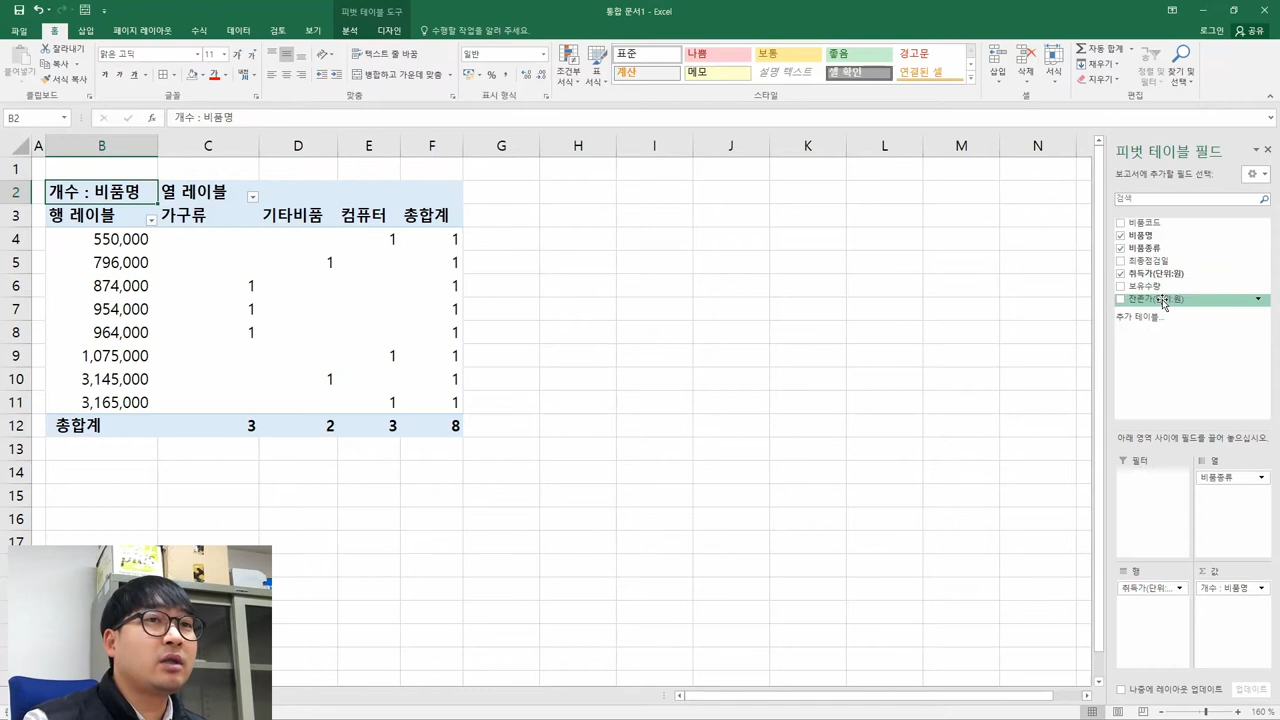 피벗 테이블 도구
통합 문서1 - Excel
파일 홈 삽입 페이지 레이아웃 수식 데이터 검토 보기 분석 디자인 수행할 작업을 알려 주세요.
로그인 공유
붙여넣기
잘라내기
복사
서식 복사
클립보드
맑은 고딕 11
가 가 가
글꼴
텍스트 줄 바꿈
병합하고 가운데 맞춤
맞춤
일반
%
표시 형식
조건부 서식
표 서식
표준 나쁨 보통 좋음 경고문
계산 메모 설명 텍스트 셀 확인 연결된 셀
스타일
삽입 삭제 서식
셀
자동 합계
채우기
지우기
정렬 및 필터
찾기 및 선택
편집
B2
fx
개수 : 비품명
A B C D E F G H I J K L M N
1
2 개수 : 비품명 열 레이블
3 행 레이블 가구류 기타비품 컴퓨터 총합계
4 550,000 1 1
5 796,000 1 1
6 874,000 1 1
7 954,000 1 1
8 964,000 1 1
9 1,075,000 1 1
10 3,145,000 1 1
11 3,165,000 1 1
12 총합계 3 2 3 8
13
14
15
16
17
피벗 테이블 필드
보고서에 추가할 필드 선택:
검색
비품코드
비품명
비품종류
최종점검일
취득가(단위:원)
보유수량
잔존가(단위:원)
추가 테이블...
아래 영역 사이에 필드를 끌어 놓으십시오.
필터
열
비품종류
행
취득가(단위:...
Σ 값
개수 : 비품명
나중에 레이아웃 업데이트
업데이트
160 %